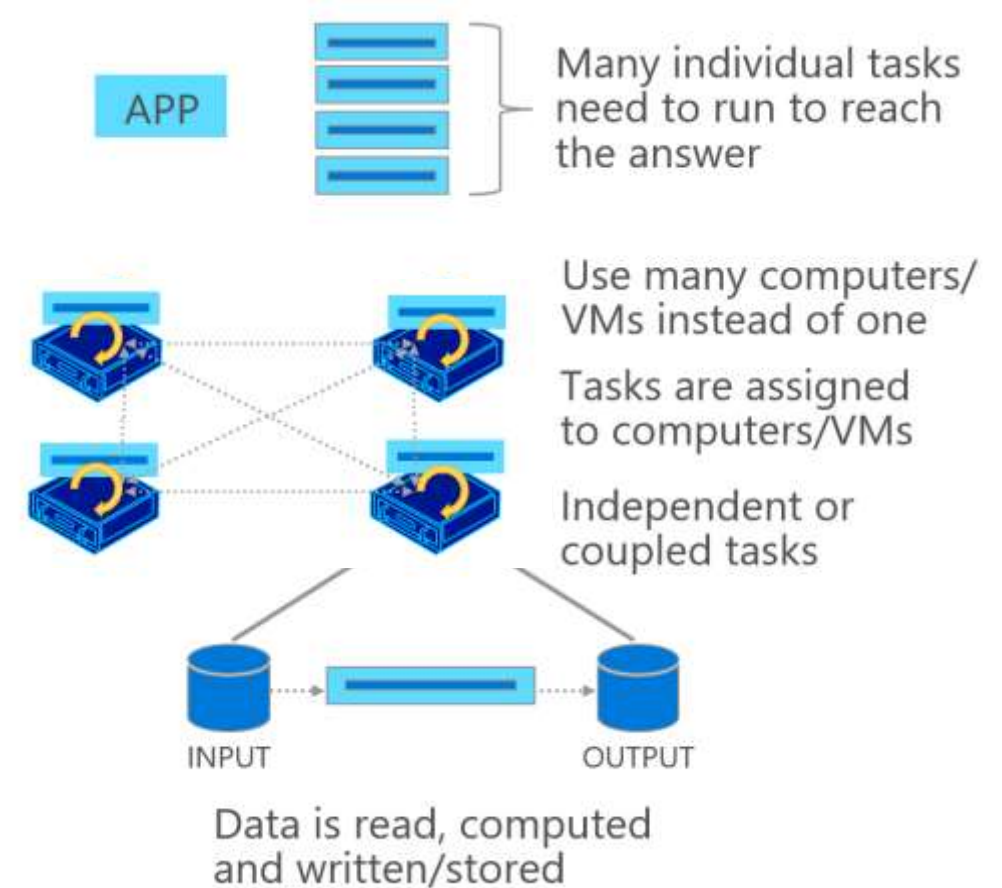 APP
Many individual tasks
need to run to reach
the answer
Use many computers/
VMs instead of one
Tasks are assigned
to computers/VMs
Independent or
coupled tasks
INPUT
OUTPUT
Data is read, computed
and written/stored